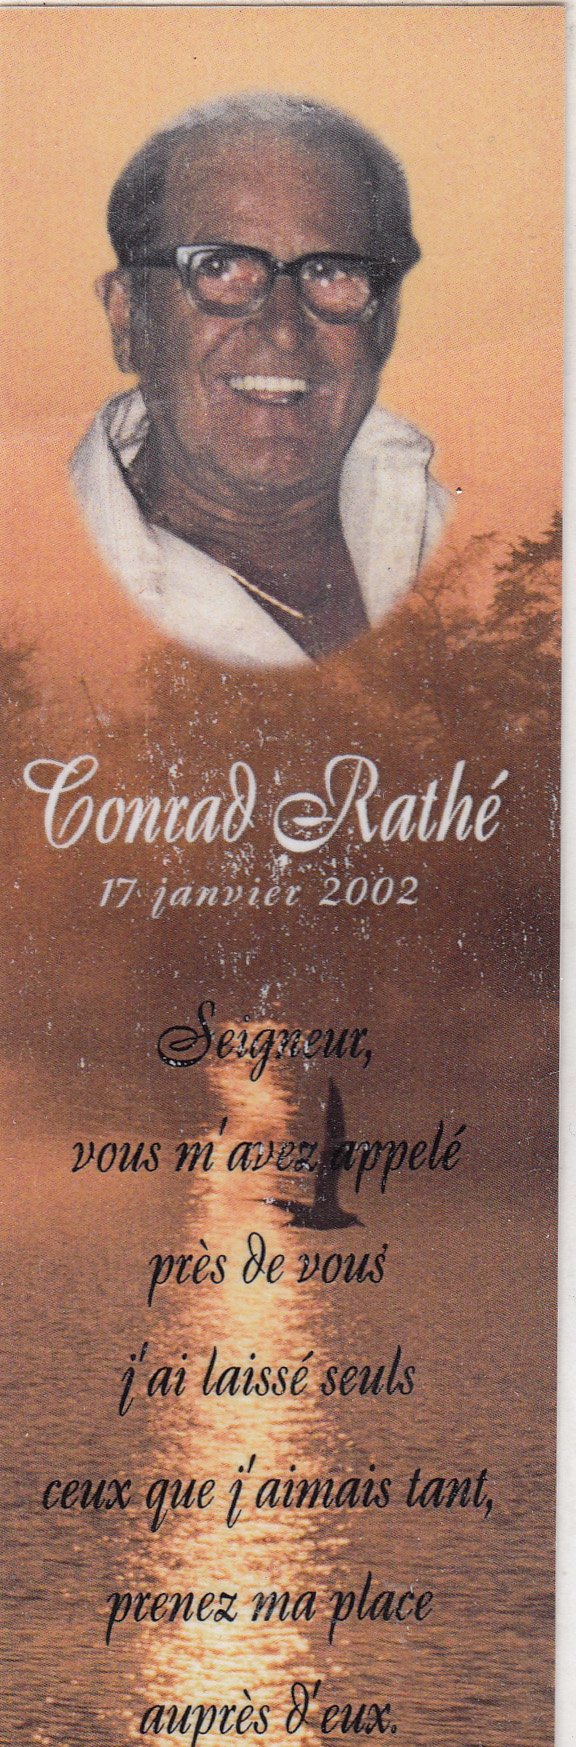 Conrad Rathé
17 janvier 2002
Seigneur,
vous m'avez appelé
près de vous
j'ai laissé seuls
ceux que j'aimais tant,
prenez ma place
auprès d'eux.